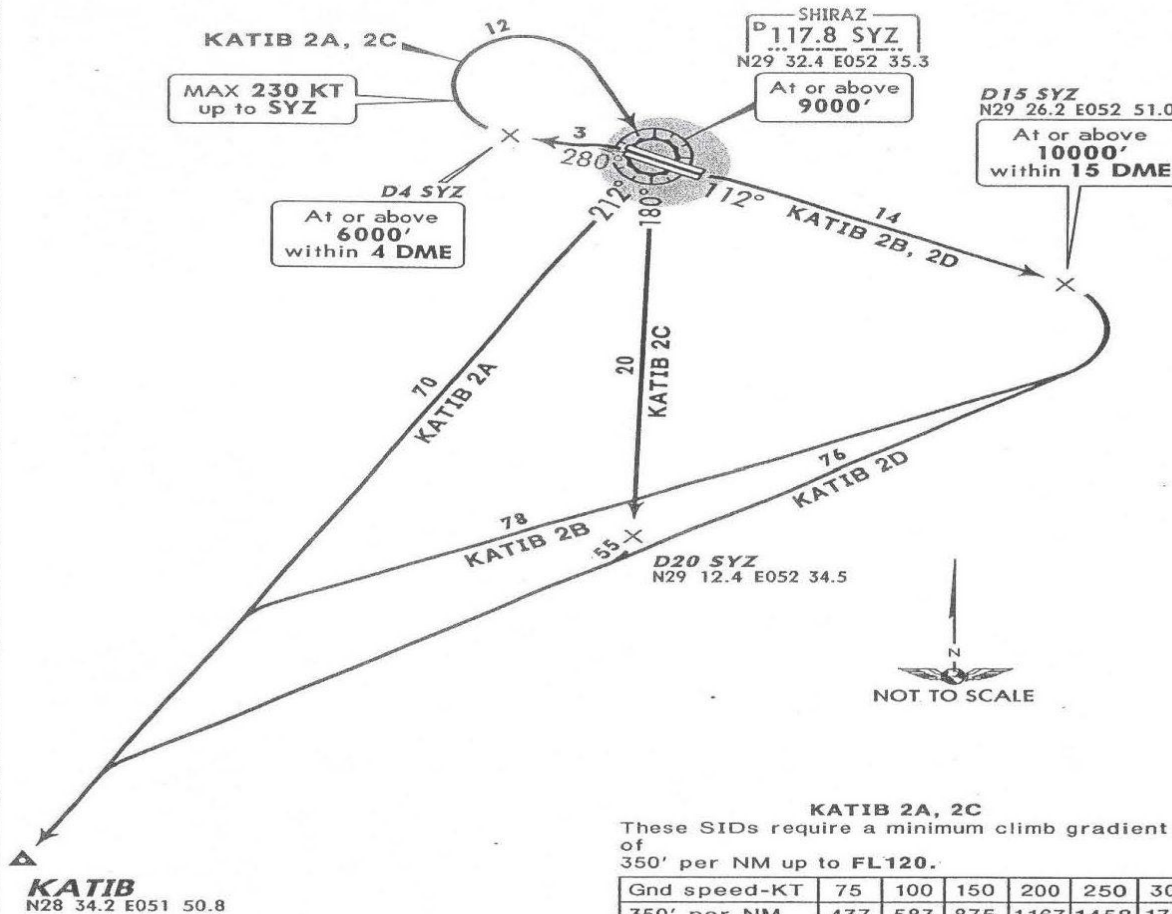 SHIRAZ
D 117.8 SYZ
N29 32.4 E052 35.3
At or above
9000'
KATIB 2A, 2C
12
MAX 230 KT
up to SYZ
D15 SYZ
N29 26.2 E052 51.0
At or above
10000'
within 15 DME
3
280°
D4 SYZ
At or above
6000'
within 4 DME
212°
180°
112°
14
KATIB 2B, 2D
70
KATIB 2A
20
KATIB 2C
76
KATIB 2D
78
KATIB 2B
55
D20 SYZ
N29 12.4 E052 34.5
N
NOT TO SCALE
KATIB
N28 34.2 E051 50.8
KATIB 2A, 2C
These SIDs require a minimum climb gradient
of
350' per NM up to FL120.
Gnd speed-KT 75 100 150 200 250
350' per NM 437 583 875 1167 1458